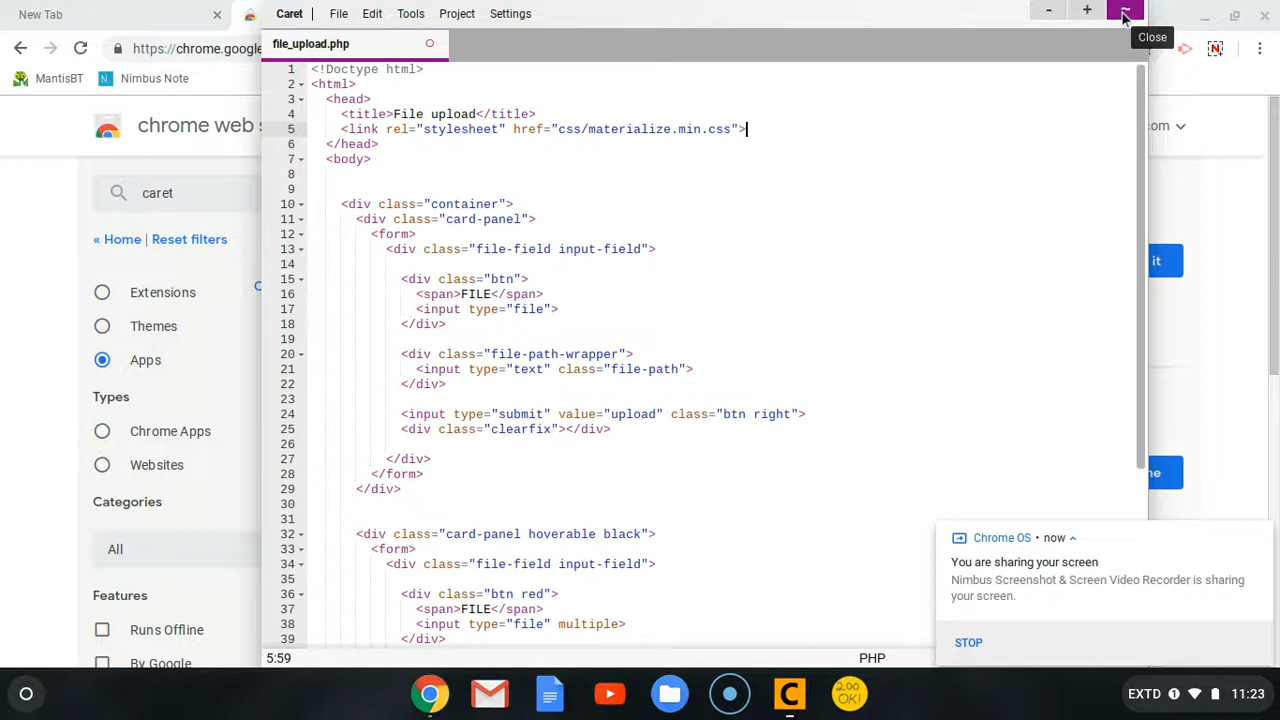 New Tab
Caret
File
Edit
Tools
Project
Settings
-
+
~
Close
https://chrome.google
file_upload.php
MantisBT
Nimbus Note
chrome web s
com
caret
« Home | Reset filters
Extensions
Themes
Apps
Types
Chrome Apps
Websites
Categories
All
Features
Runs Offline
By Google
it
ne
1 <!Doctype html>
2 <html>
3 <head>
4 <title>File upload</title>
5 <link rel="stylesheet" href="css/materialize.min.css">
6 </head>
7 <body>
8
9
10 <div class="container">
11 <div class="card-panel">
12 <form>
13 <div class="file-field input-field">
14
15 <div class="btn">
16 <span>FILE</span>
17 <input type="file">
18 </div>
19
20 <div class="file-path-wrapper">
21 <input type="text" class="file-path">
22 </div>
23
24 <input type="submit" value="upload" class="btn right">
25 <div class="clearfix"></div>
26
27 </div>
28 </form>
29 </div>
30
31
32 <div class="card-panel hoverable black">
33 <form>
34 <div class="file-field input-field">
35
36 <div class="btn red">
37 <span>FILE</span>
38 <input type="file" multiple>
39 </div>
5:59
PHP
Chrome OS • now
You are sharing your screen
Nimbus Screenshot & Screen Video Recorder is sharing
your screen.
STOP
200
OK!
EXTD
1
11:23